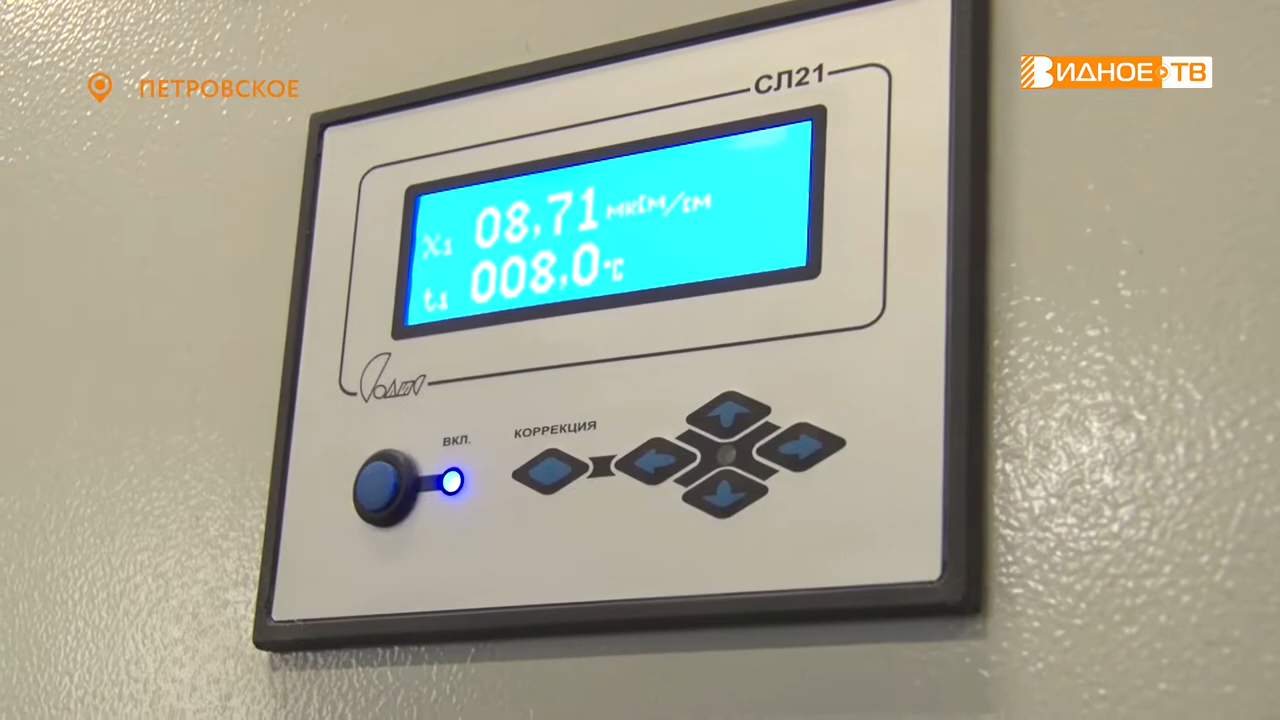 ПЕТРОВСКОЕ
ВИДНОЕ ТВ
СЛ21
χ₁ 08,71 мкСм/См
t₁ 008,0 °С
ВКЛ.
КОРРЕКЦИЯ